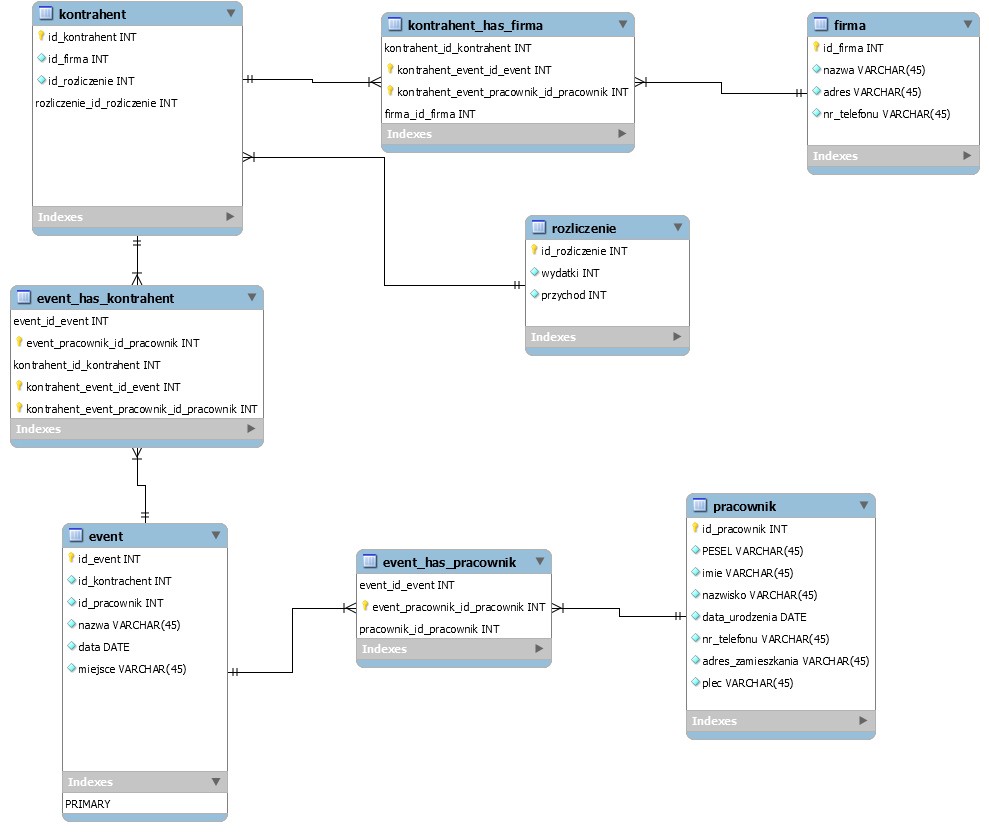 kontrahent
id_kontrahent INT
id_firma INT
id_rozliczenie INT
rozliczenie_id_rozliczenie INT
Indexes
kontrahent_has_firma
kontrahent_id_kontrahent INT
kontrahent_event_id_event INT
kontrahent_event_pracownik_id_pracownik INT
firma_id_firma INT
Indexes
firma
id_firma INT
nazwa VARCHAR(45)
adres VARCHAR(45)
nr_telefonu VARCHAR(45)
Indexes
rozliczenie
id_rozliczenie INT
wydatki INT
przychod INT
Indexes
event_has_kontrahent
event_id_event INT
event_pracownik_id_pracownik INT
kontrahent_id_kontrahent INT
kontrahent_event_id_event INT
kontrahent_event_pracownik_id_pracownik INT
Indexes
event
id_event INT
id_kontrachent INT
id_pracownik INT
nazwa VARCHAR(45)
data DATE
miejsce VARCHAR(45)
Indexes
PRIMARY
event_has_pracownik
event_id_event INT
event_pracownik_id_pracownik INT
pracownik_id_pracownik INT
Indexes
pracownik
id_pracownik INT
PESEL VARCHAR(45)
imie VARCHAR(45)
nazwisko VARCHAR(45)
data_urodzenia DATE
nr_telefonu VARCHAR(45)
adres_zamieszkania VARCHAR(45)
plec VARCHAR(45)
Indexes